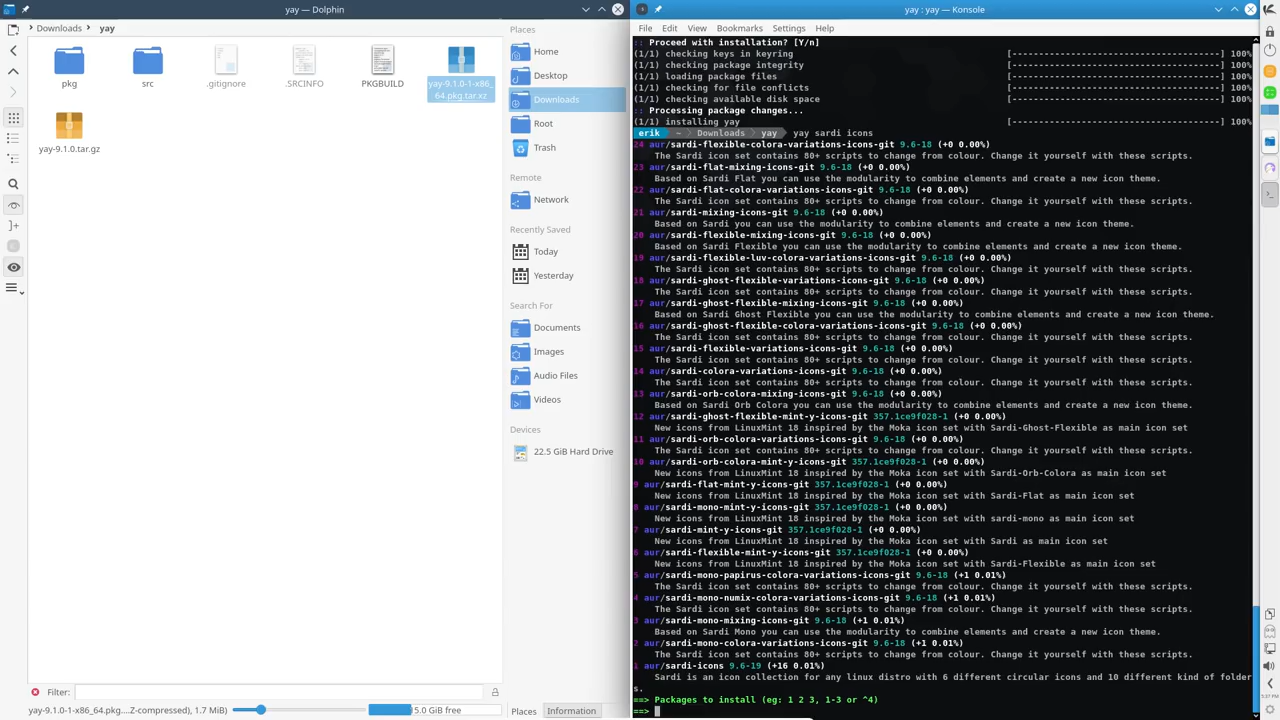 yay — Dolphin
Downloads
yay
pkg
src
.gitignore
.SRCINFO
PKGBUILD
yay-9.1.0-1-x86_
64.pkg.tar.xz
yay-9.1.0.tar.gz
Places
Home
Desktop
Downloads
Root
Trash
Remote
Network
Recently Saved
Today
Yesterday
Search For
Documents
Images
Audio Files
Videos
Devices
22.5 GiB Hard Drive
Filter:
yay-9.1.0-1-x86_64.pkg....Z-compressed), 1.7 MiB)
15.0 GiB free
Places
Information
yay : yay — Konsole
File Edit View Bookmarks Settings Help
:: Proceed with installation? [Y/n]
(1/1) checking keys in keyring [----------------------------------------] 100%
(1/1) checking package integrity [----------------------------------------] 100%
(1/1) loading package files [----------------------------------------] 100%
(1/1) checking for file conflicts [----------------------------------------] 100%
(1/1) checking available disk space [----------------------------------------] 100%
:: Processing package changes...
(1/1) installing yay [----------------------------------------] 100%
erik ~ Downloads yay yay sardi icons
24 aur/sardi-flexible-colora-variations-icons-git 9.6-18 (+0 0.00%)
The Sardi icon set contains 80+ scripts to change from colour. Change it yourself with these scripts.
23 aur/sardi-flat-mixing-icons-git 9.6-18 (+0 0.00%)
Based on Sardi Flat you can use the modularity to combine elements and create a new icon theme.
22 aur/sardi-flat-colora-variations-icons-git 9.6-18 (+0 0.00%)
The Sardi icon set contains 80+ scripts to change from colour. Change it yourself with these scripts.
21 aur/sardi-mixing-icons-git 9.6-18 (+0 0.00%)
Based on Sardi you can use the modularity to combine elements and create a new icon theme.
20 aur/sardi-flexible-mixing-icons-git 9.6-18 (+0 0.00%)
Based on Sardi Flexible you can use the modularity to combine elements and create a new icon theme.
19 aur/sardi-flexible-luv-colora-variations-icons-git 9.6-18 (+0 0.00%)
The Sardi icon set contains 80+ scripts to change from colour. Change it yourself with these scripts.
18 aur/sardi-ghost-flexible-variations-icons-git 9.6-18 (+0 0.00%)
The Sardi icon set contains 80+ scripts to change from colour. Change it yourself with these scripts.
17 aur/sardi-ghost-flexible-mixing-icons-git 9.6-18 (+0 0.00%)
Based on Sardi Ghost Flexible you can use the modularity to combine elements and create a new icon theme.
16 aur/sardi-ghost-flexible-colora-variations-icons-git 9.6-18 (+0 0.00%)
The Sardi icon set contains 80+ scripts to change from colour. Change it yourself with these scripts.
15 aur/sardi-flexible-variations-icons-git 9.6-18 (+0 0.00%)
The Sardi icon set contains 80+ scripts to change from colour. Change it yourself with these scripts.
14 aur/sardi-colora-variations-icons-git 9.6-18 (+0 0.00%)
The Sardi icon set contains 80+ scripts to change from colour. Change it yourself with these scripts.
13 aur/sardi-orb-colora-mixing-icons-git 9.6-18 (+0 0.00%)
Based on Sardi Orb Colora you can use the modularity to combine elements and create a new icon theme.
12 aur/sardi-ghost-flexible-mint-y-icons-git 357.1ce9f028-1 (+0 0.00%)
New icons from LinuxMint 18 inspired by the Moka icon set with Sardi-Ghost-Flexible as main icon set
11 aur/sardi-orb-colora-variations-icons-git 9.6-18 (+0 0.00%)
The Sardi icon set contains 80+ scripts to change from colour. Change it yourself with these scripts.
10 aur/sardi-orb-colora-mint-y-icons-git 357.1ce9f028-1 (+0 0.00%)
New icons from LinuxMint 18 inspired by the Moka icon set with Sardi-Orb-Colora as main icon set
9 aur/sardi-flat-mint-y-icons-git 357.1ce9f028-1 (+0 0.00%)
New icons from LinuxMint 18 inspired by the Moka icon set with Sardi-Flat as main icon set
8 aur/sardi-mono-mint-y-icons-git 357.1ce9f028-1 (+0 0.00%)
New icons from LinuxMint 18 inspired by the Moka icon set with sardi-mono as main icon set
7 aur/sardi-mint-y-icons-git 357.1ce9f028-1 (+0 0.00%)
New icons from LinuxMint 18 inspired by the Moka icon set with Sardi as main icon set
6 aur/sardi-flexible-mint-y-icons-git 357.1ce9f028-1 (+0 0.00%)
New icons from LinuxMint 18 inspired by the Moka icon set with Sardi-Flexible as main icon set
5 aur/sardi-mono-papirus-colora-variations-icons-git 9.6-18 (+1 0.01%)
The Sardi icon set contains 80+ scripts to change from colour. Change it yourself with these scripts.
4 aur/sardi-mono-numix-colora-variations-icons-git 9.6-18 (+1 0.01%)
The Sardi icon set contains 80+ scripts to change from colour. Change it yourself with these scripts.
3 aur/sardi-mono-mixing-icons-git 9.6-18 (+1 0.01%)
Based on Sardi Mono you can use the modularity to combine elements and create a new icon theme.
2 aur/sardi-mono-colora-variations-icons-git 9.6-18 (+1 0.01%)
The Sardi icon set contains 80+ scripts to change from colour. Change it yourself with these scripts.
1 aur/sardi-icons 9.6-19 (+16 0.01%)
Sardi is an icon collection for any linux distro with 6 different circular icons and 10 different kind of folder
s.
==> Packages to install (eg: 1 2 3, 1-3 or ^4)
==>
5:37 PM